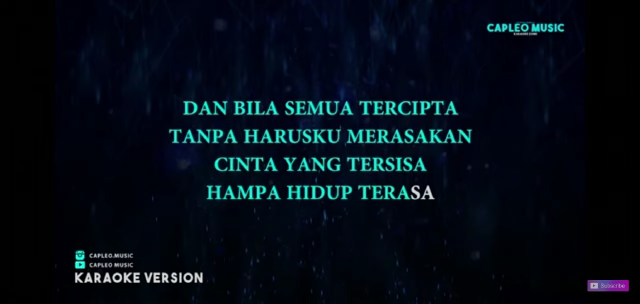 CAPLEO MUSIC
DAN BILA SEMUA TERCIPTA
TANPA HARUSKU MERASAKAN
CINTA YANG TERSISA
HAMPA HIDUP TERASA
CAPLEO.MUSIC
CAPLEO MUSIC
KARAOKE VERSION
Subscribe